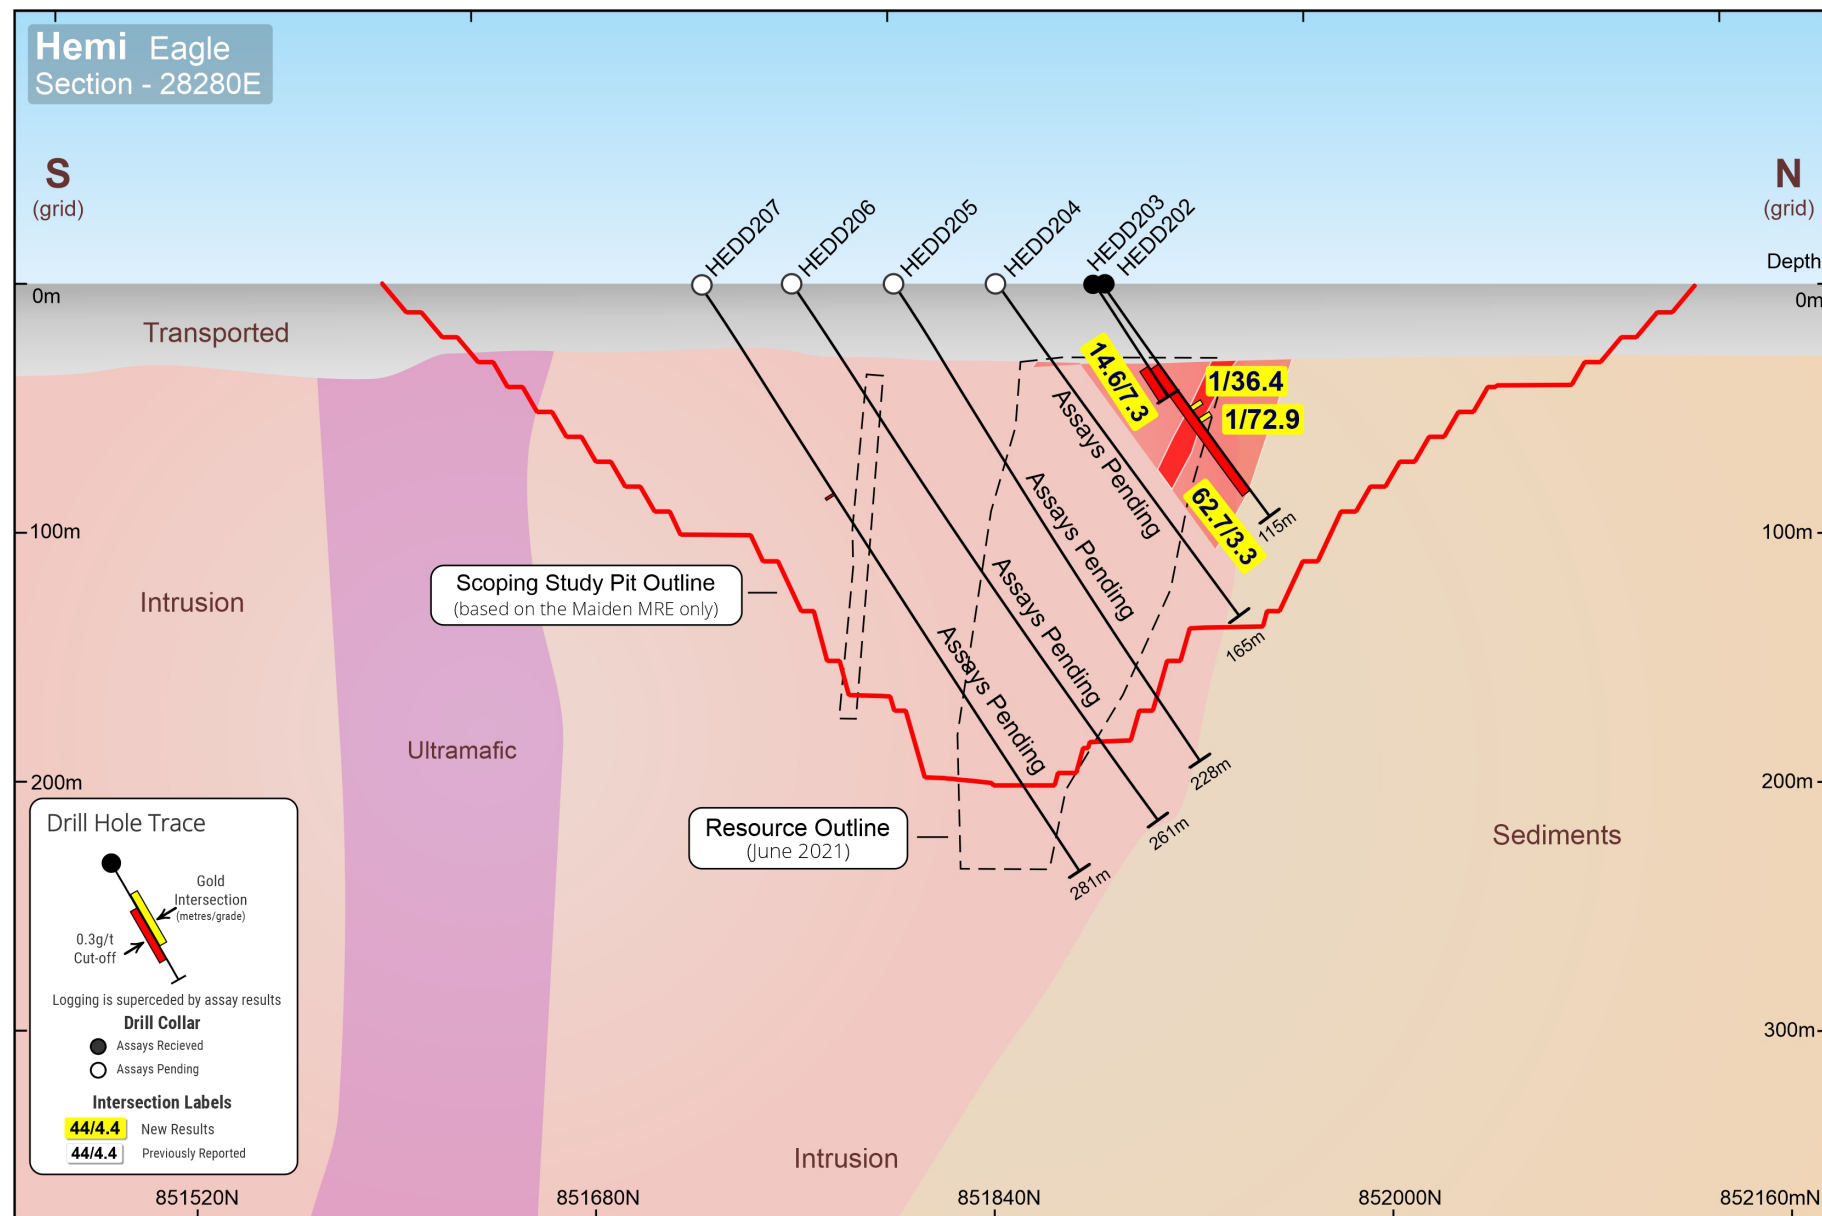 Hemi Eagle
Section - 28280E
S
(grid)
N
(grid)
Depth
HEDD207
HEDD206
HEDD205
HEDD204
HEDD203
HEDD202
0m
0m
Transported
14.6/7.3
1/36.4
1/72.9
62.7/3.3
Assays Pending
Assays Pending
Assays Pending
Assays Pending
115m
165m
228m
261m
281m
100m
100m
Scoping Study Pit Outline
(based on the Maiden MRE only)
Intrusion
Ultramafic
200m
200m
Resource Outline
(June 2021)
Sediments
300m
Intrusion
Drill Hole Trace
Gold
Intersection
(metres/grade)
0.3g/t
Cut-off
Logging is superceded by assay results
Drill Collar
Assays Recieved
Assays Pending
Intersection Labels
44/4.4 New Results
44/4.4 Previously Reported
851520N
851680N
851840N
852000N
852160mN